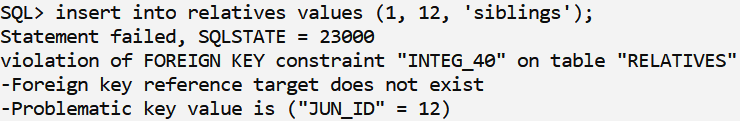 SQL> insert into relatives values (1, 12, 'siblings');
Statement failed, SQLSTATE = 23000
violation of FOREIGN KEY constraint "INTEG_40" on table "RELATIVES"
-Foreign key reference target does not exist
-Problematic key value is ("JUN_ID" = 12)